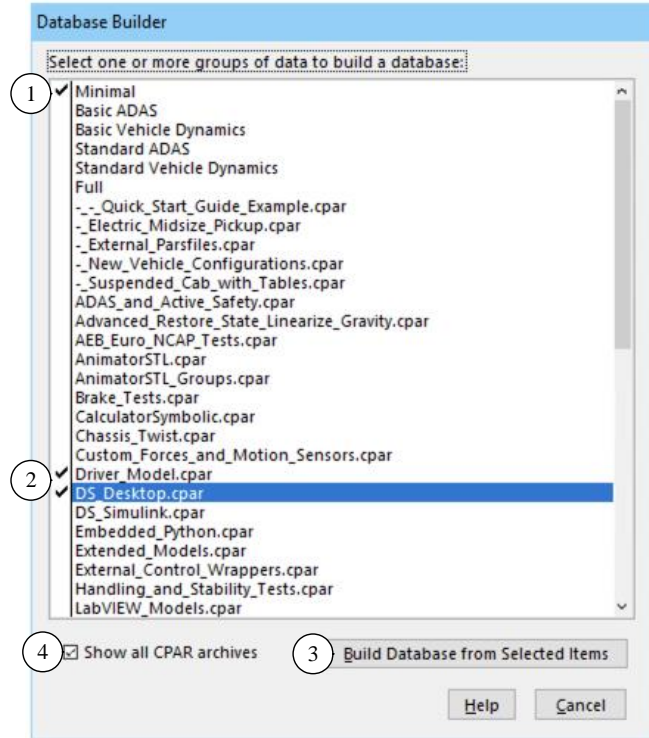 Database Builder
Select one or more groups of data to build a database:
1 Minimal
Basic ADAS
Basic Vehicle Dynamics
Standard ADAS
Standard Vehicle Dynamics
Full
-_-_Quick_Start_Guide_Example.cpar
-_Electric_Midsize_Pickup.cpar
-_External_Parsfiles.cpar
-_New_Vehicle_Configurations.cpar
-_Suspended_Cab_with_Tables.cpar
ADAS_and_Active_Safety.cpar
Advanced_Restore_State_Linearize_Gravity.cpar
AEB_Euro_NCAP_Tests.cpar
AnimatorSTL.cpar
AnimatorSTL_Groups.cpar
Brake_Tests.cpar
CalculatorSymbolic.cpar
Chassis_Twist.cpar
Custom_Forces_and_Motion_Sensors.cpar
2 Driver_Model.cpar
DS_Desktop.cpar
DS_Simulink.cpar
Embedded_Python.cpar
Extended_Models.cpar
External_Control_Wrappers.cpar
Handling_and_Stability_Tests.cpar
LabVIEW_Models.cpar
4 Show all CPAR archives 3 Build Database from Selected Items
Help Cancel